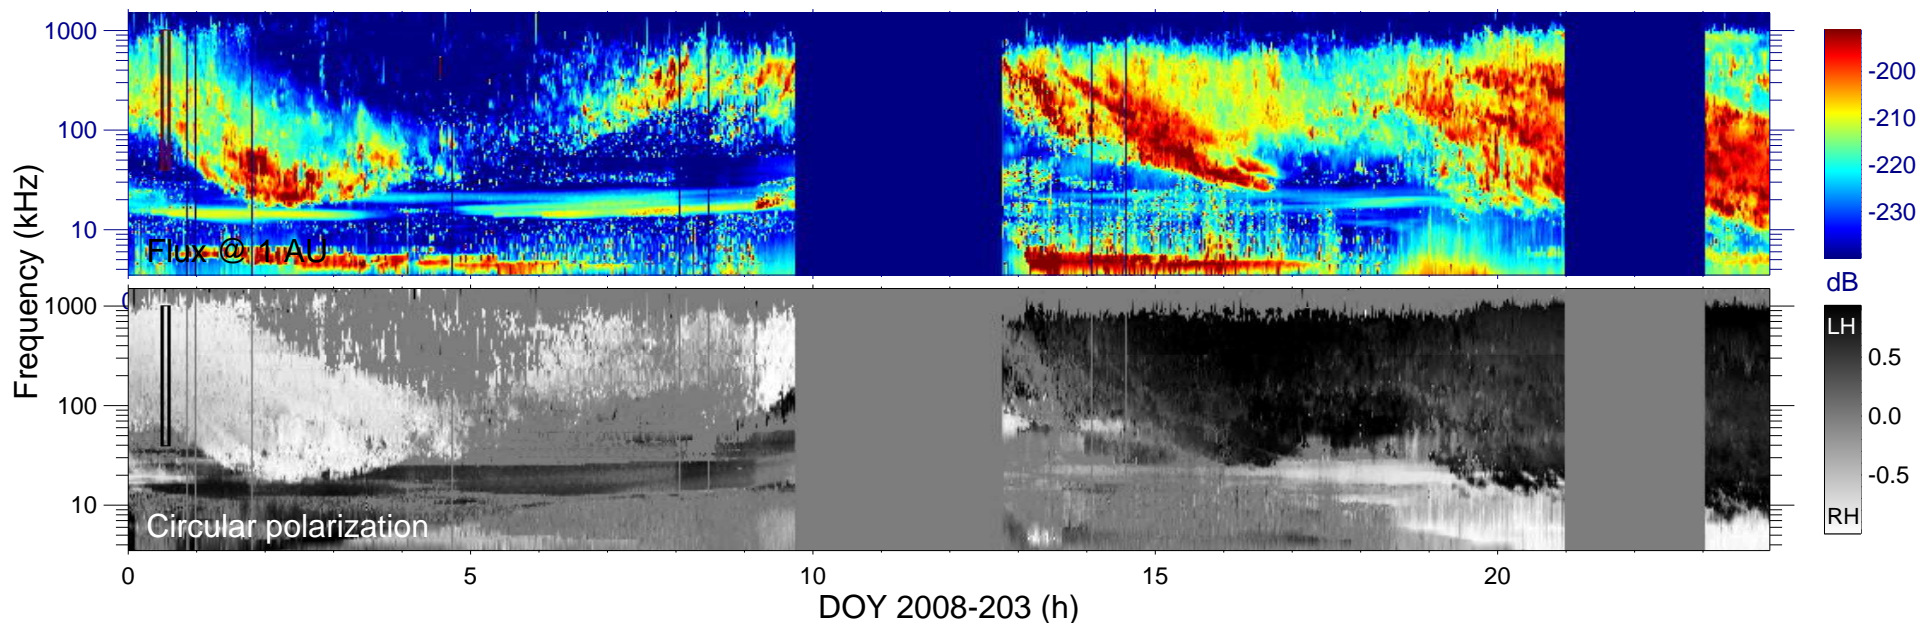 1000
100
10
Flux @ 1 AU
-200
-210
-220
-230
dB
Frequency (kHz)
0
1000
100
10
Circular polarization
LH
0.5
0.0
-0.5
RH
0
5
10
15
20
DOY 2008-203 (h)